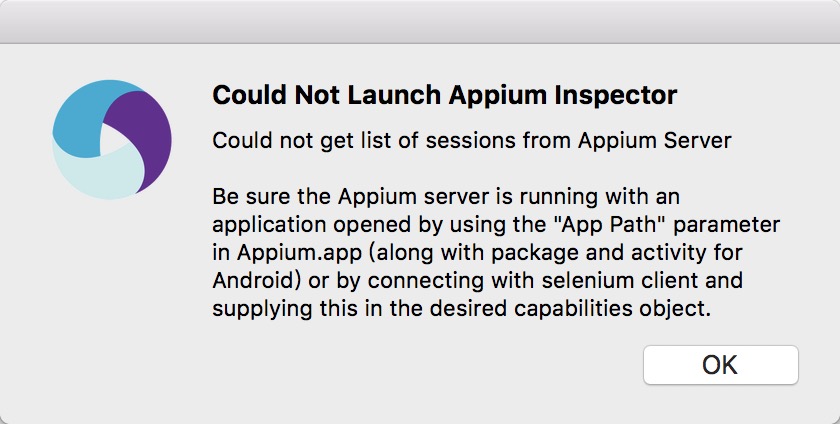 Could Not Launch Appium Inspector
Could not get list of sessions from Appium Server
Be sure the Appium server is running with an
application opened by using the "App Path" parameter
in Appium.app (along with package and activity for
Android) or by connecting with selenium client and
supplying this in the desired capabilities object.
OK